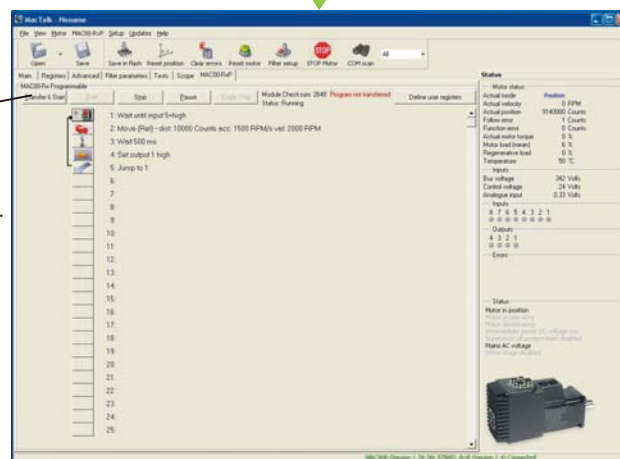 MacTalk - Noname
File View Motor MAC00-RxP Setup Updates Help
Open Save Save in flash Reset position Clear errors Reset motor Filter setup STOP Motor COM scan All
STOP
Main Registers Advanced Filter parameters Tests Scope MAC00-RxP
MAC00-Rx Programmable
Transfer & Start Stop Pause Module Checksum: 2648 Program not transferred Define user registers
Status: Running
1: Wait until input 5=high
2: Move (Rel) - dist: 10000 Counts acc: 1500 RPM/s vel: 2000 RPM
3: Wait 500 ms
4: Set output 1 high
5: Jump to 1
6:
7:
8:
9:
10:
11:
12:
13:
14:
15:
16:
17:
18:
19:
20:
21:
22:
23:
24:
25:
Status
Motor status
Actual mode Position
Actual velocity 0 RPM
Actual position 9140000 Counts
Follow error 1 Counts
Function error 0 Counts
Actual motor torque 0 %
Motor load (mean) 6 %
Regenerative load 0 %
Temperature 50 °C
Inputs
Bus voltage 342 Volts
Control voltage 24 Volts
Analogue input 0,33 Volts
Inputs
8 7 6 5 4 3 2 1
Outputs
4 3 2 1
Errors
Status
Motor in position
Motor accelerating
Motor decelerating
Mains AC voltage